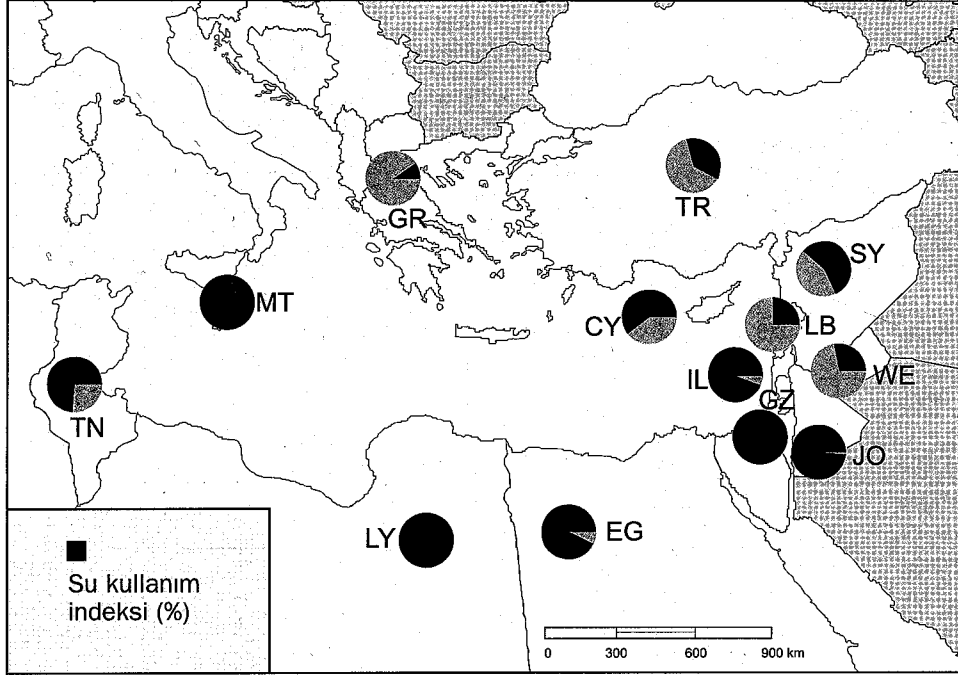 TR
GR
SY
MT
CY
LB
IL
WE
GZ
TN
JO
LY
EG
Su kullanım
indeksi (%)
0 300 600 900 km